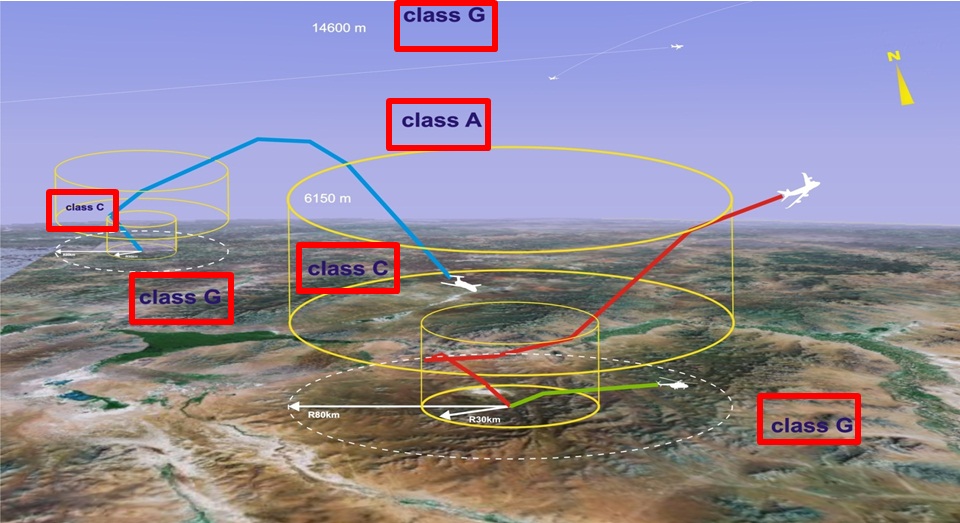 class G
14600 m
N
class A
6150 m
class C
class C
class G
R80km
R30km
class G